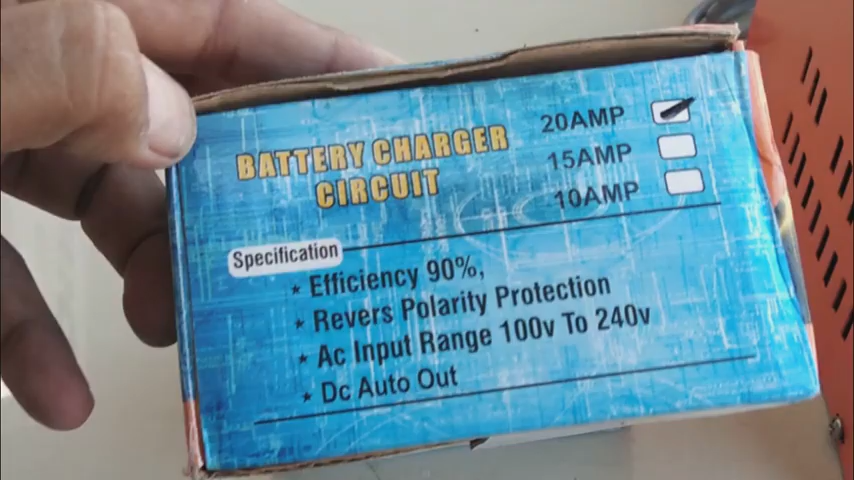 BATTERY CHARGER
CIRCUIT
20AMP
15AMP
10AMP
Specification
* Efficiency 90%,
* Revers Polarity Protection
* Ac Input Range 100v To 240v
* Dc Auto Out